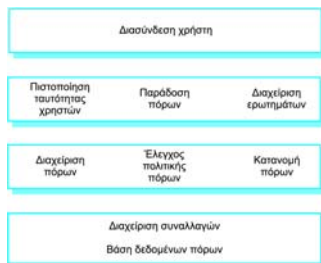 Διασύνδεση χρήστη
Πιστοποίηση
ταυτότητας
χρηστών
Παράδοση
πόρων
Διαχείριση
ερωτημάτων
Διαχείριση
πόρων
Έλεγχος
πολιτικής
πόρων
Κατανομή
πόρων
Διαχείριση συναλλαγών
Βάση δεδομένων πόρων